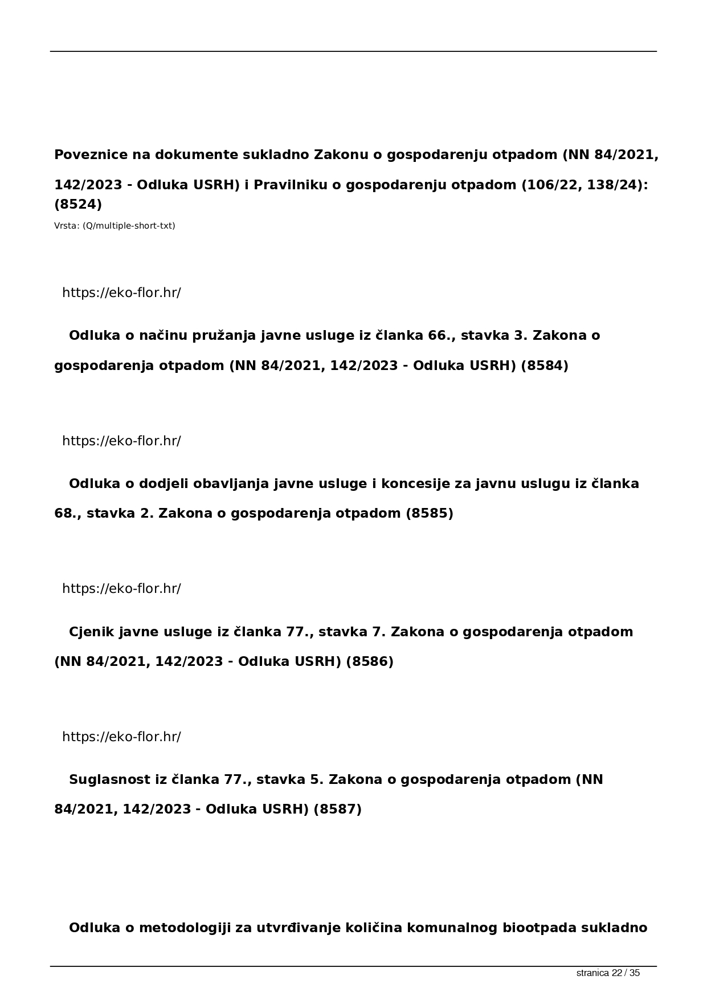 Poveznice na dokumente sukladno Zakonu o gospodarenju otpadom (NN 84/2021,
142/2023 - Odluka USRH) i Pravilniku o gospodarenju otpadom (106/22, 138/24):
(8524)
Vrsta: (Q/multiple-short-txt)
https://eko-flor.hr/
Odluka o načinu pružanja javne usluge iz članka 66., stavka 3. Zakona o
gospodarenja otpadom (NN 84/2021, 142/2023 - Odluka USRH) (8584)
https://eko-flor.hr/
Odluka o dodjeli obavljanja javne usluge i koncesije za javnu uslugu iz članka
68., stavka 2. Zakona o gospodarenja otpadom (8585)
https://eko-flor.hr/
Cjenik javne usluge iz članka 77., stavka 7. Zakona o gospodarenja otpadom
(NN 84/2021, 142/2023 - Odluka USRH) (8586)
https://eko-flor.hr/
Suglasnost iz članka 77., stavka 5. Zakona o gospodarenja otpadom (NN
84/2021, 142/2023 - Odluka USRH) (8587)
Odluka o metodologiji za utvrđivanje količina komunalnog biootpada sukladno
stranica 22 / 35